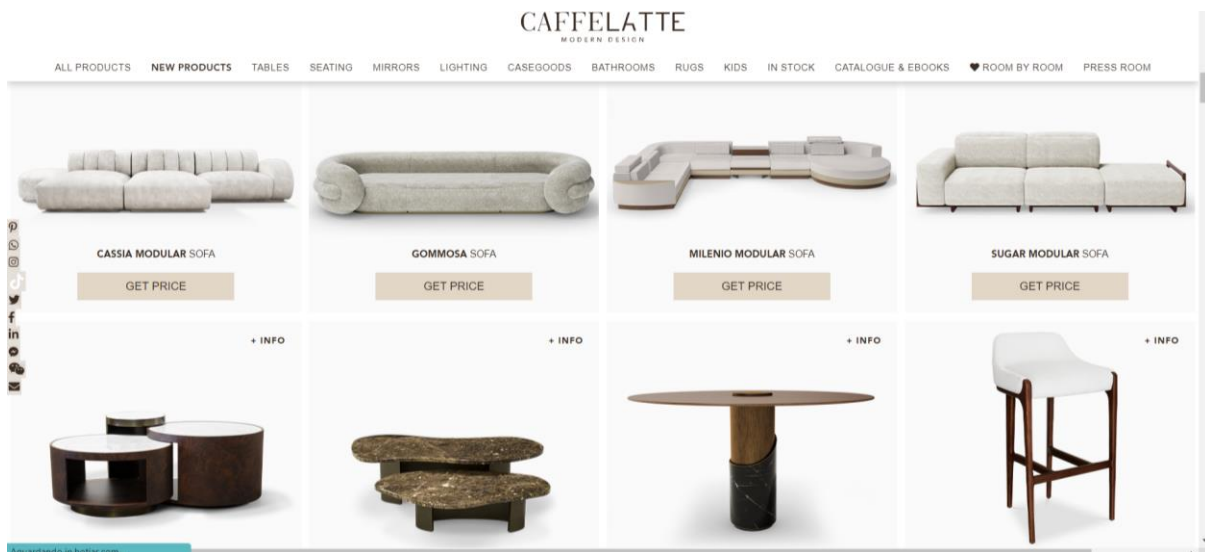 CAFFELATTE
MODERN DESIGN
ALL PRODUCTS NEW PRODUCTS TABLES SEATING MIRRORS LIGHTING CASEGOODS BATHROOMS RUGS KIDS IN STOCK CATALOGUE & EBOOKS ROOM BY ROOM PRESS ROOM
CASSIA MODULAR SOFA
GET PRICE
GOMMOSA SOFA
GET PRICE
MILENIO MODULAR SOFA
GET PRICE
SUGAR MODULAR SOFA
GET PRICE
+ INFO
+ INFO
+ INFO
+ INFO